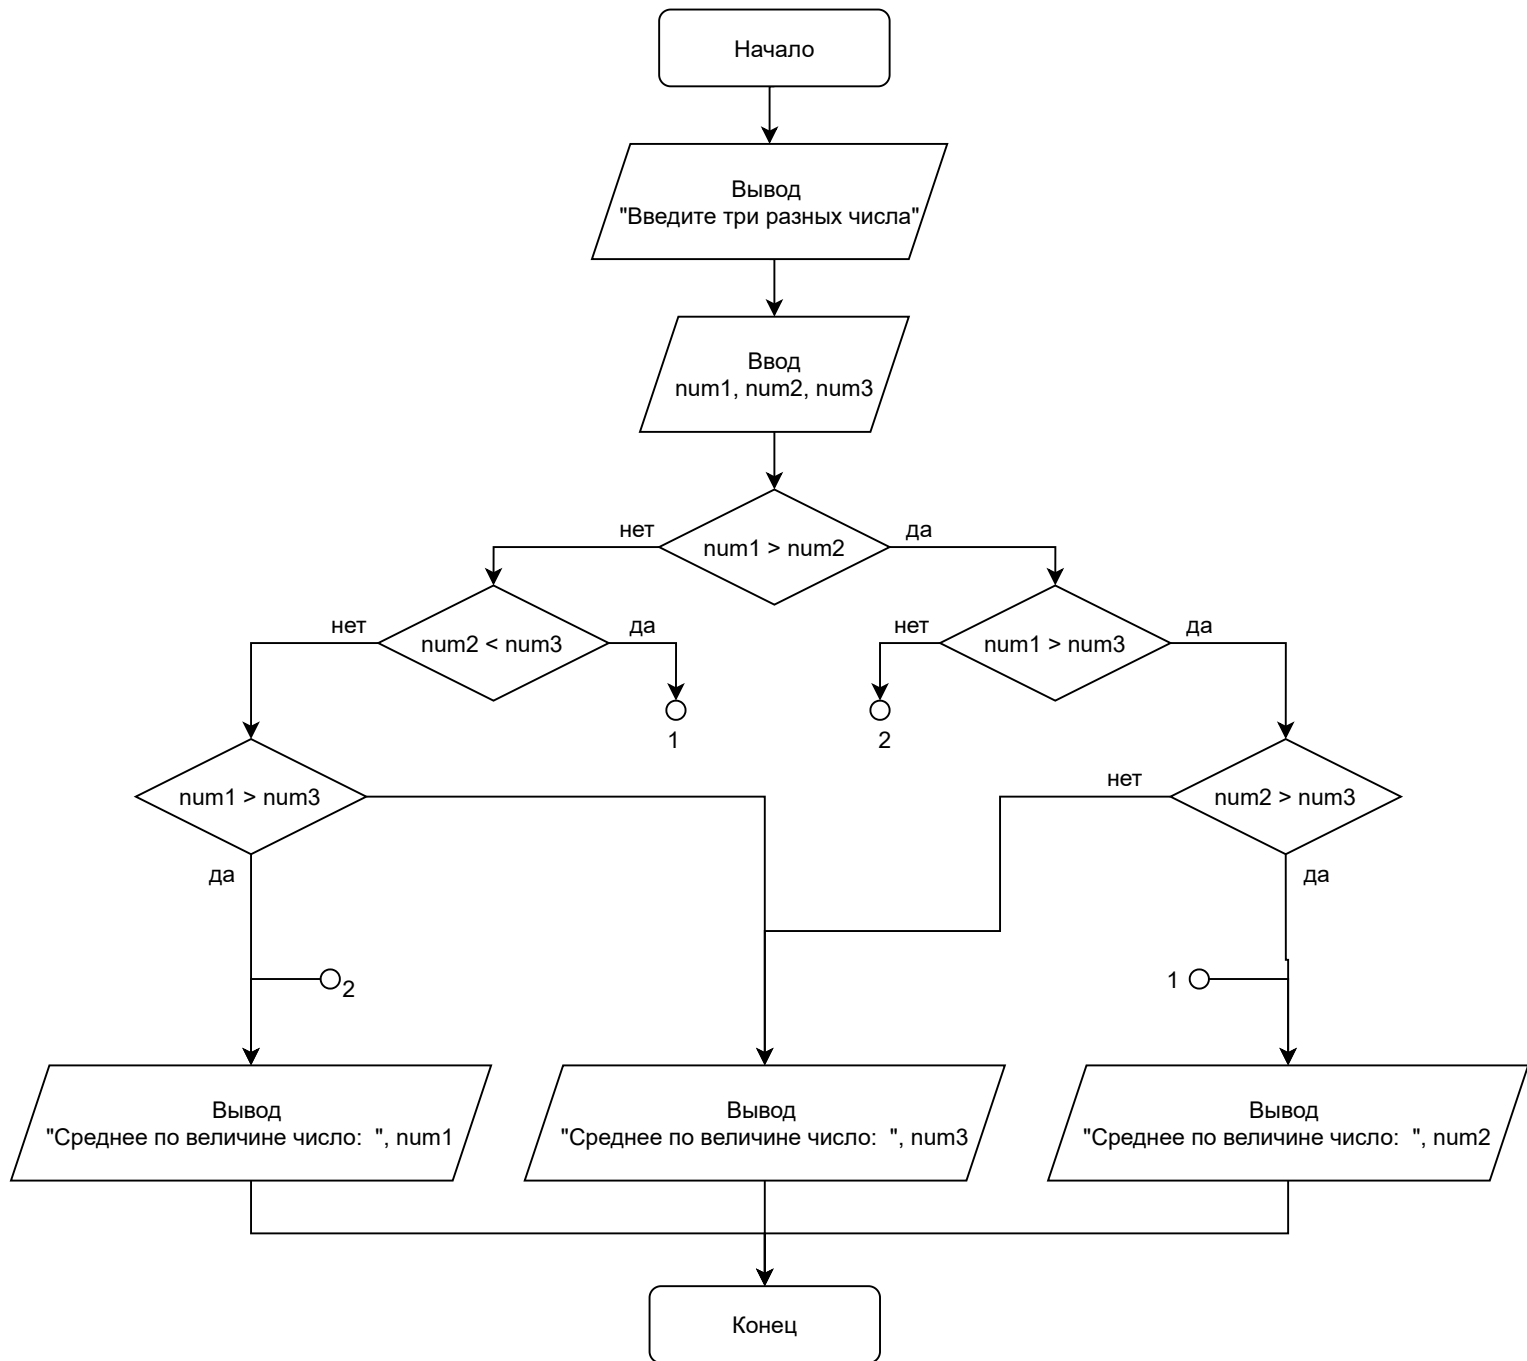 Начало
Вывод
"Введите три разных числа"
Ввод
num1, num2, num3
num1 > num2
нет
да
num2 < num3
нет
да
num1 > num3
нет
да
1
2
num1 > num3
да
num2 > num3
нет
да
2
1
Вывод
"Среднее по величине число:  ", num1
Вывод
"Среднее по величине число:  ", num3
Вывод
"Среднее по величине число:  ", num2
Конец